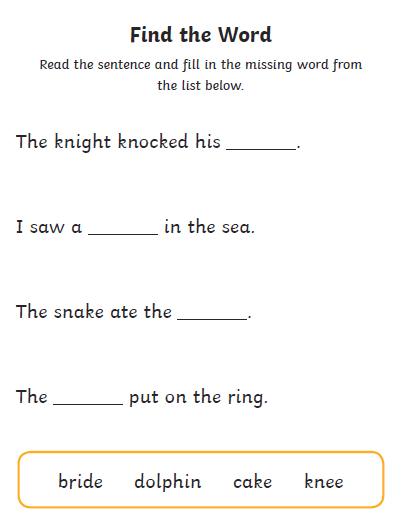 Find the Word
Read the sentence and fill in the missing word from
the list below.
The knight knocked his _______.
I saw a _______ in the sea.
The snake ate the _______.
The _______ put on the ring.
bride dolphin cake knee